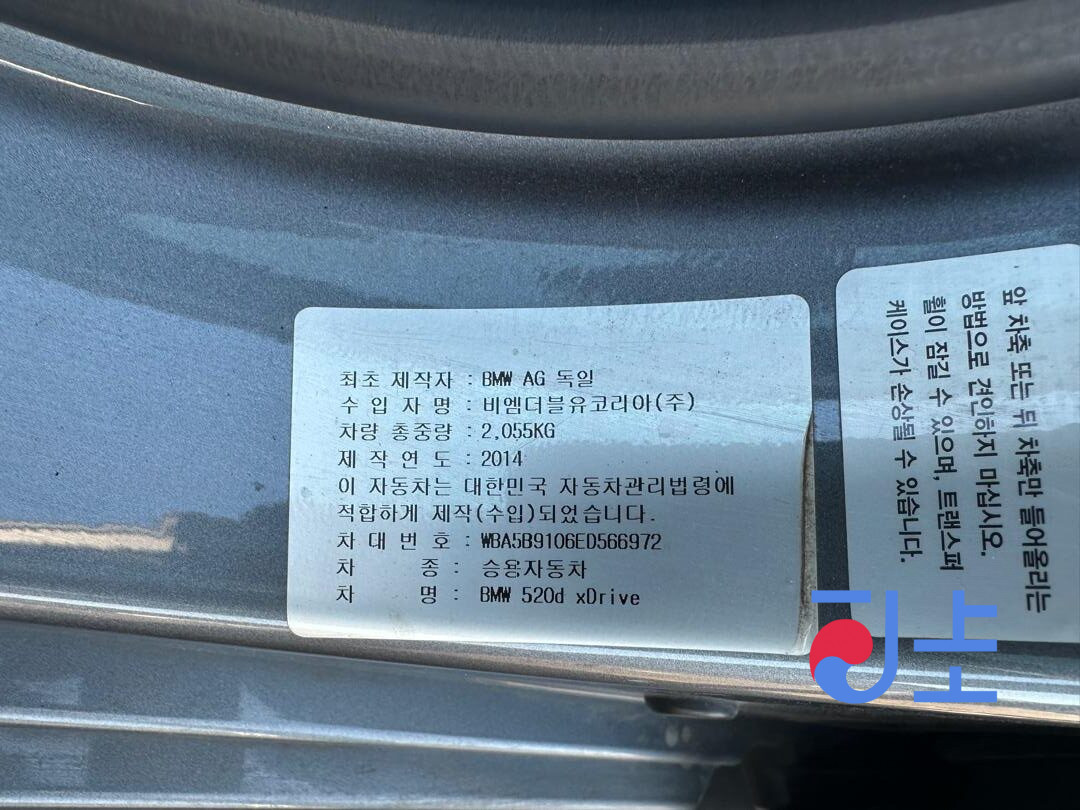 최초 제작자 : BMW AG 독일
수 입 자 명 : 비엠더블유코리아(주)
차량 총중량 : 2,055KG
제 작 연 도 : 2014
이 자동차는 대한민국 자동차관리법령에
적합하게 제작(수입)되었습니다.
차 대 번 호 : WBA5B9106ED566972
차 종 : 승용자동차
차 명 : BMW 520d xDrive
앞 차축 또는 뒤 차축만 들어올리는
방법으로 견인하지 마십시오.
휠이 잠길 수 있으며, 트랜스퍼
케이스가 손상될 수 있습니다.